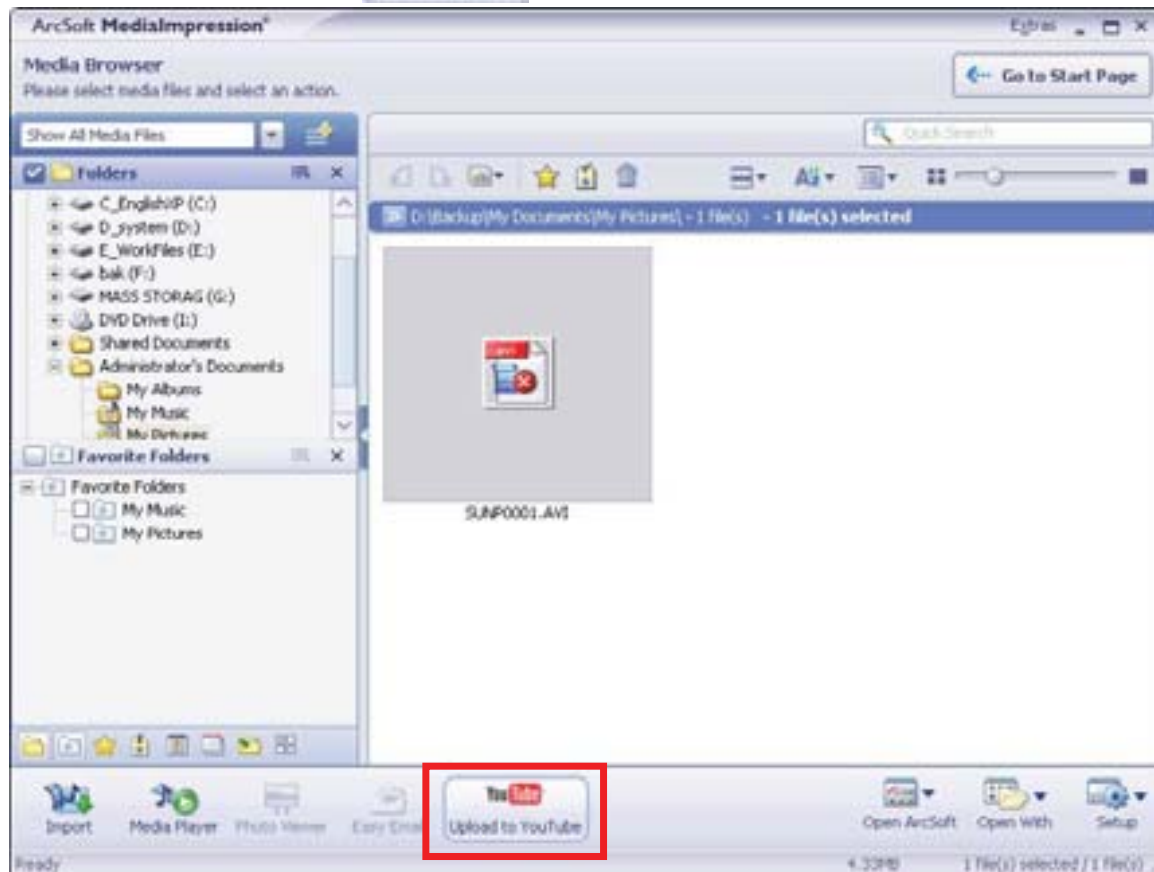 ArcSoft MediaImpression®
Extras
Media Browser
Please select media files and select an action.
Go to Start Page
Show All Media Files
Quick Search
Folders
D:\Backup\My Documents\My Pictures\ - 1 file(s) - 1 file(s) selected
C_EnglishXP (C:)
D_system (D:)
E_WorkFiles (E:)
bak (F:)
MASS STORAG (G:)
DVD Drive (I:)
Shared Documents
Administrator's Documents
My Albums
My Music
My Pictures
Favorite Folders
Favorite Folders
My Music
My Pictures
AVI
SUNP0001.AVI
Import
Media Player
Photo Viewer
Easy Email
YouTube
Upload to YouTube
Open ArcSoft
Open With
Setup
Ready
4.33MB
1 file(s) selected / 1 file(s)